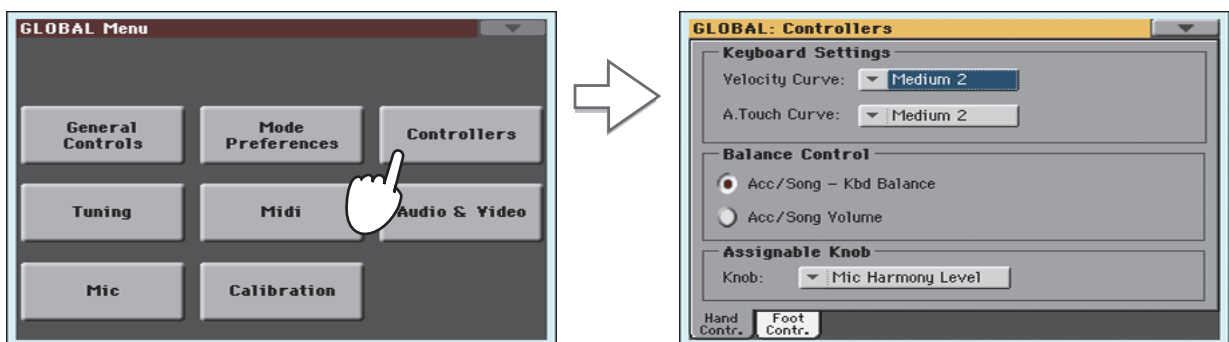 GLOBAL Menu
General
Controls
Mode
Preferences
Controllers
Tuning
Midi
Audio & Video
Mic
Calibration
GLOBAL: Controllers
Keyboard Settings
Velocity Curve: Medium 2
A.Touch Curve: Medium 2
Balance Control
Acc/Song - Kbd Balance
Acc/Song Volume
Assignable Knob
Knob: Mic Harmony Level
Hand
Contr.
Foot
Contr.